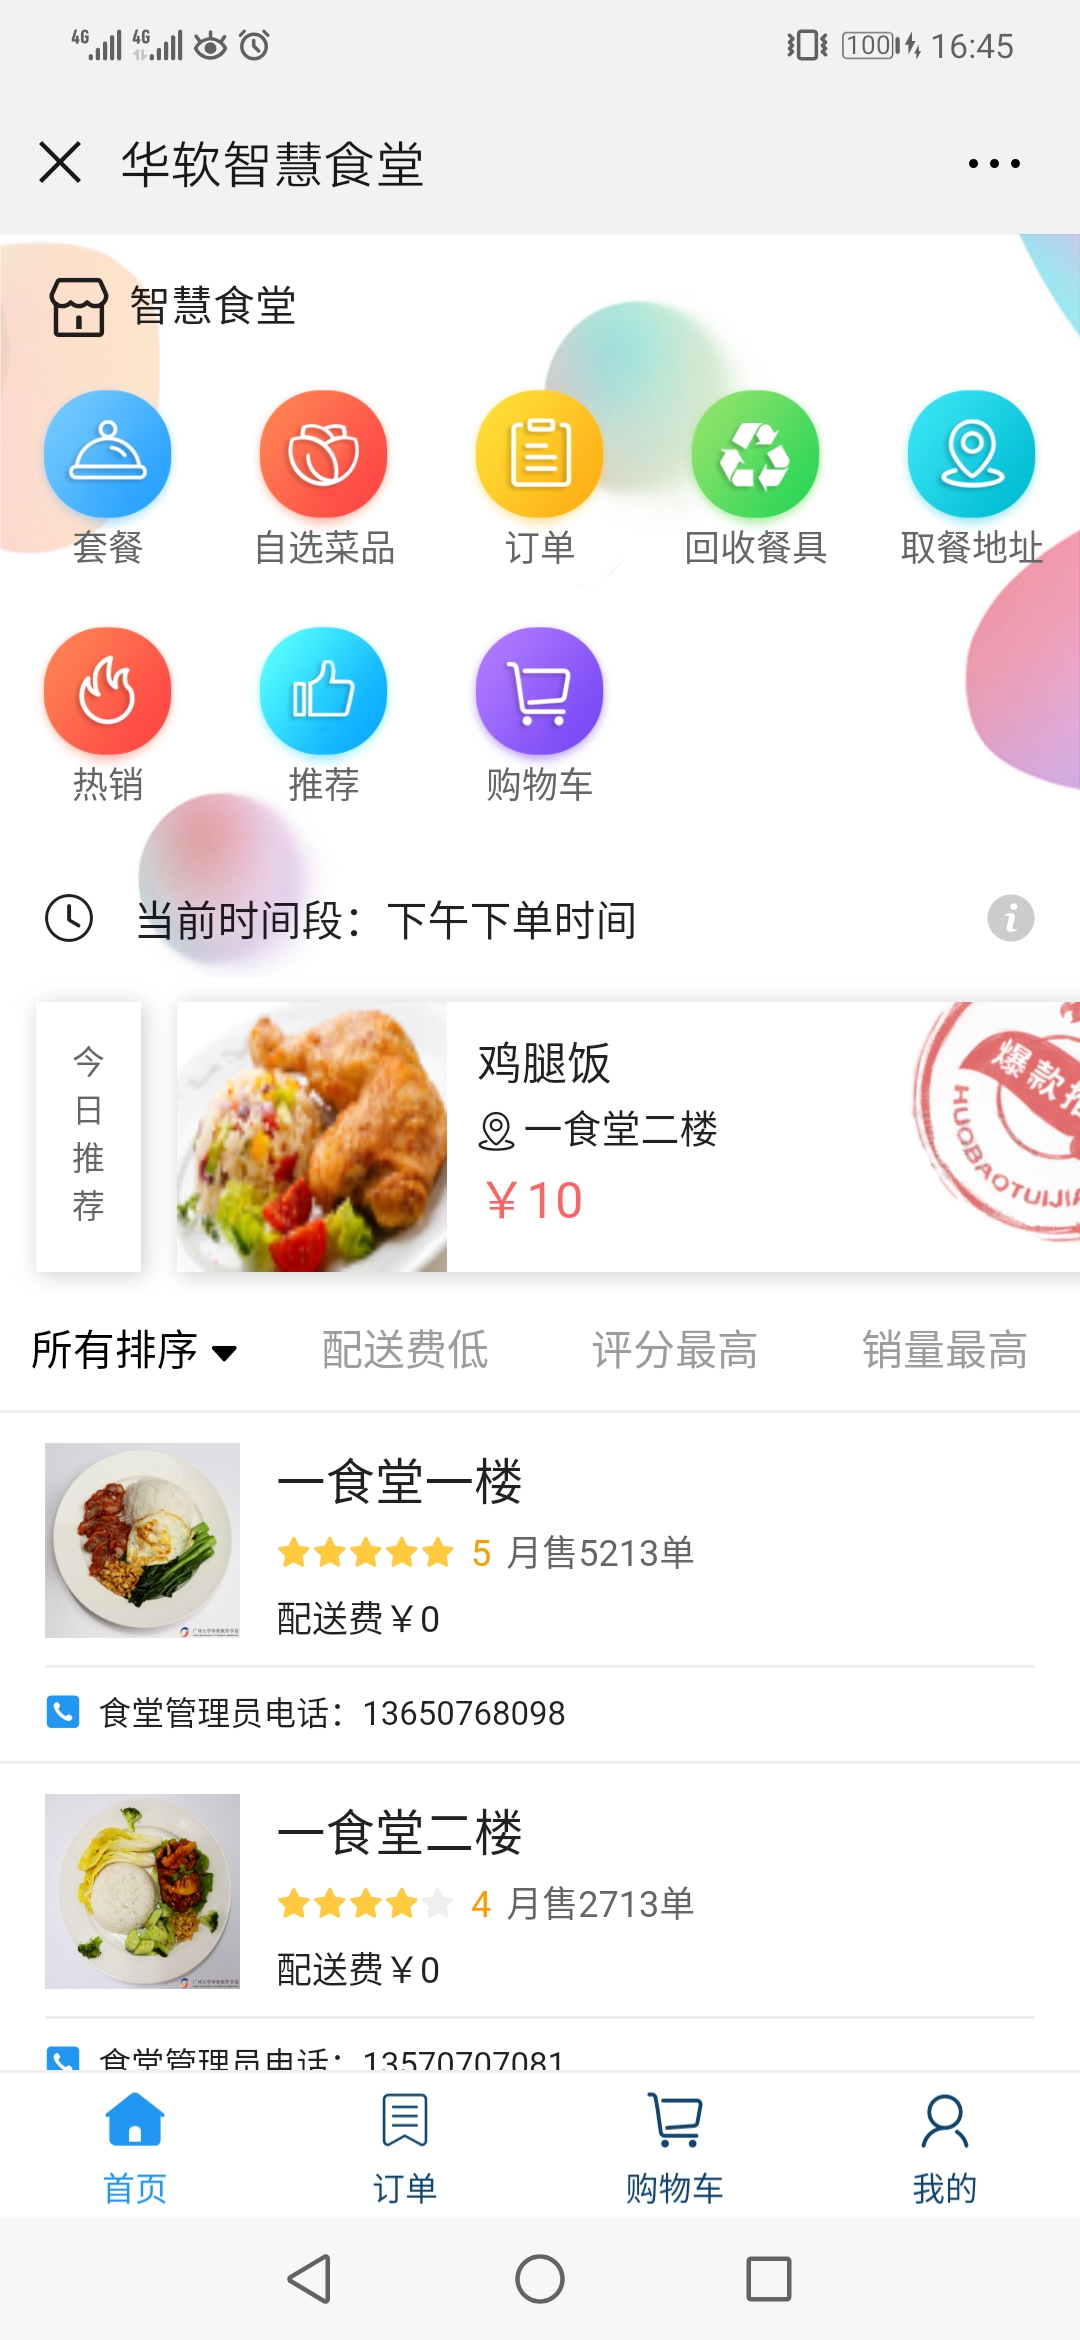 4G 4G 100 16:45
华软智慧食堂
智慧食堂
套餐 自选菜品 订单 回收餐具 取餐地址
热销 推荐 购物车
当前时间段：下午下单时间
今日推荐
鸡腿饭
一食堂二楼
￥10
爆款推
HUOBAOTUIJIA
所有排序 配送费低 评分最高 销量最高
一食堂一楼
5 月售5213单
配送费￥0
食堂管理员电话：13650768098
一食堂二楼
4 月售2713单
配送费￥0
食堂管理员电话：13570707081
首页 订单 购物车 我的